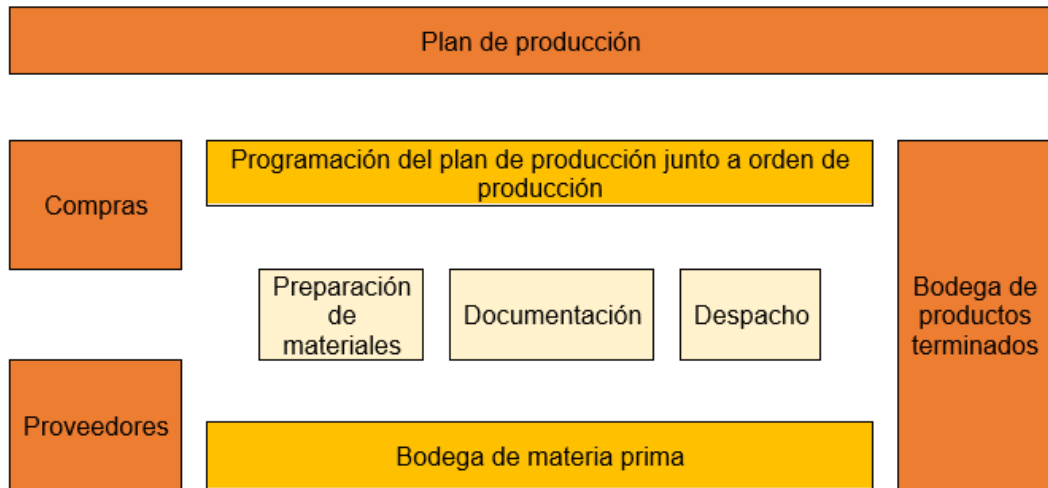 Plan de producción
Compras
Programación del plan de producción junto a orden de
producción
Preparación
de
materiales
Documentación
Despacho
Bodega de
productos
terminados
Proveedores
Bodega de materia prima